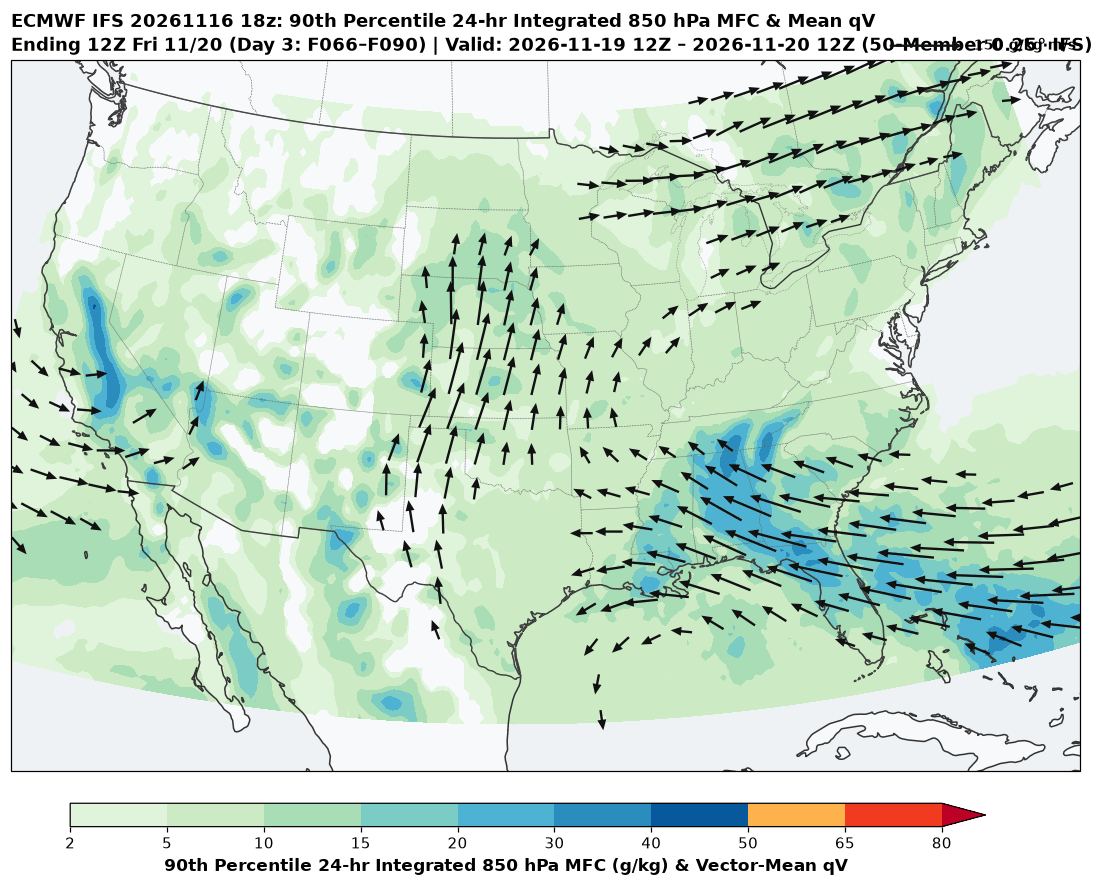 ECMWF IFS 20261116 18z: 90th Percentile 24-hr Integrated 850 hPa MFC & Mean qV
Ending 12Z Fri 11/20 (Day 3: F066–F090) | Valid: 2026-11-19 12Z – 2026-11-20 12Z (50-Member 0.25° IFS)
2 5 10 15 20 30 40 50 65 80
90th Percentile 24-hr Integrated 850 hPa MFC (g/kg) & Vector-Mean qV